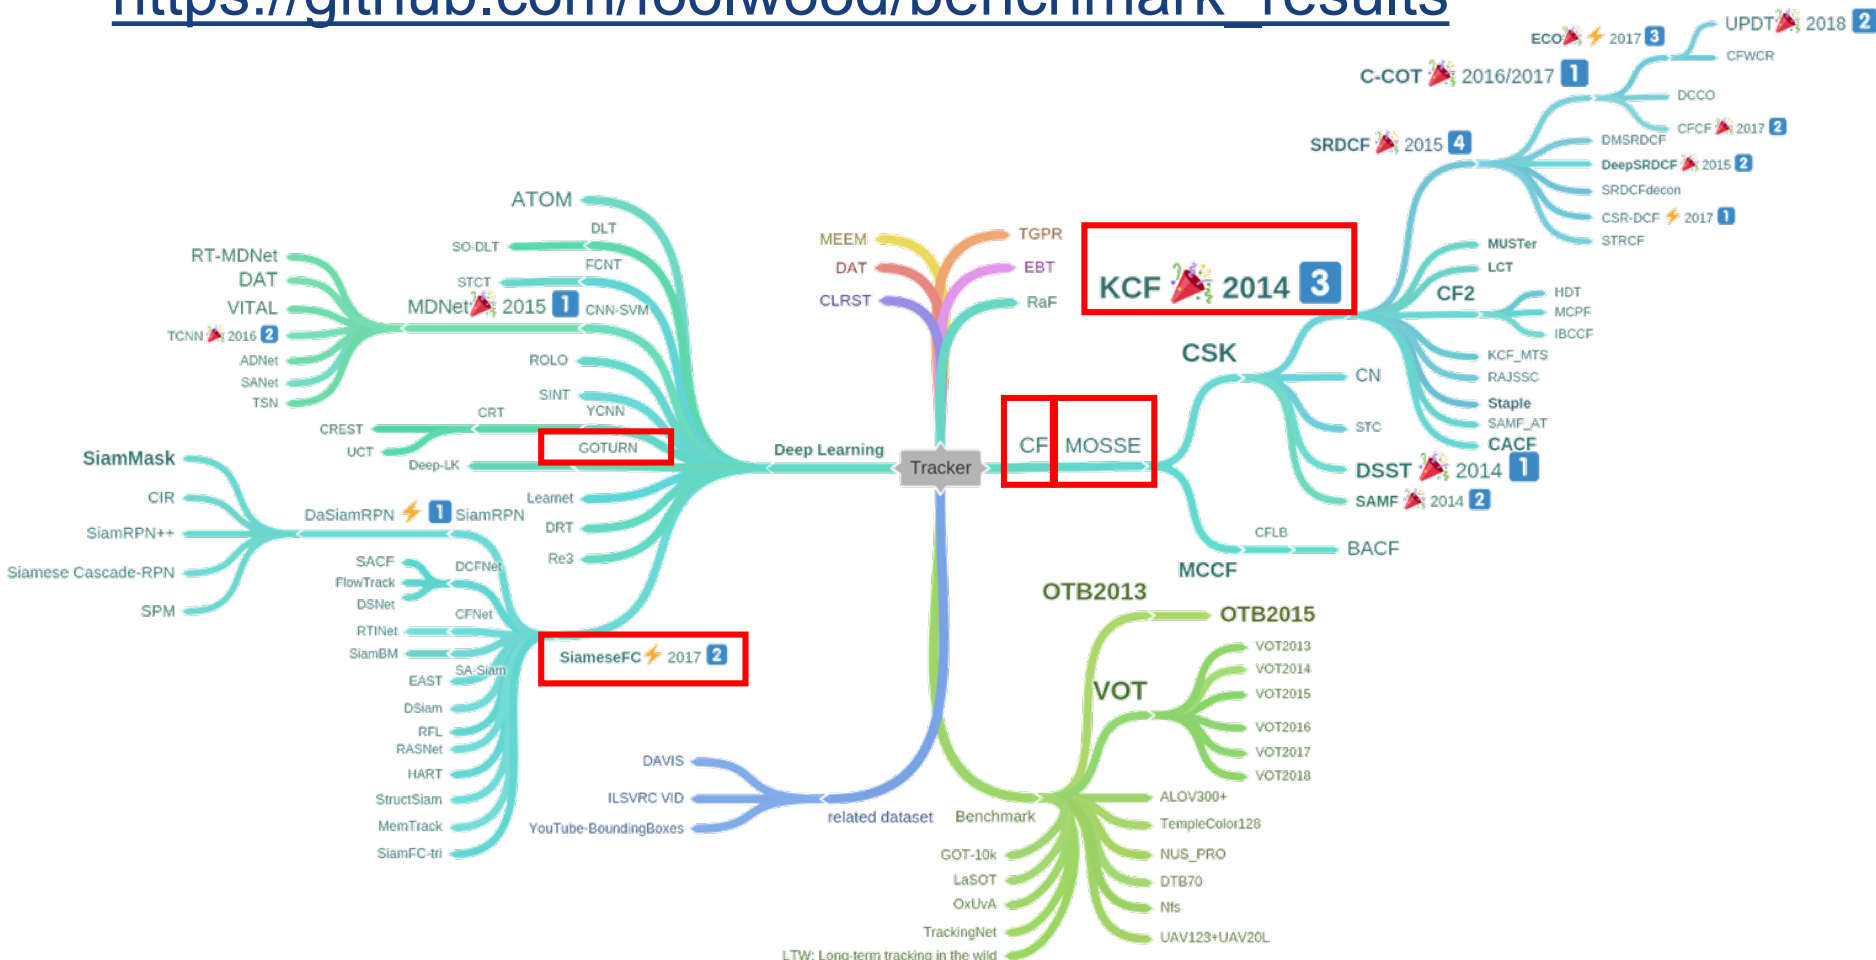 https://github.com/foolwood/benchmark_results
UPDT 2018 2
ECO 2017 3
CFWCR
C-COT 2016/2017 1
DCCO
CFCF 2017 2
SRDCF 2015 4
DMSRDCF
DeepSRDCF 2015 2
SRDCFdecon
CSR-DCF 2017 1
STRCF
ATOM
DLT
SO-DLT
FCNT
STCT
RT-MDNet
DAT
VITAL
TCNN 2016 2
ADNet
SANet
TSN
MDNet 2015 1
CNN-SVM
ROLO
SINT
YCNN
CRT
CREST
UCT
GOTURN
Deep-LK
Deep Learning
Learnet
DRT
Re3
SiamMask
CIR
SiamRPN++
Siamese Cascade-RPN
SPM
DaSiamRPN 1 SiamRPN
SACF
DCFNet
FlowTrack
DSNet
CFNet
RTINet
SiamBM
SA-Siam
EAST
DSiam
RFL
RASNet
HART
StructSiam
MemTrack
SiamFC-tri
SiameseFC 2017 2
MEEM
DAT
CLRST
TGPR
EBT
RaF
Tracker
CF MOSSE
KCF 2014 3
CSK
MUSTer
LCT
CF2
HDT
MCPF
IBCCF
KCF_MTS
RAJSSC
Staple
SAMF_AT
CACF
CN
STC
DSST 2014 1
SAMF 2014 2
CFLB
BACF
MCCF
OTB2013
OTB2015
VOT
VOT2013
VOT2014
VOT2015
VOT2016
VOT2017
VOT2018
DAVIS
ILSVRC VID
YouTube-BoundingBoxes
related dataset
Benchmark
ALOV300+
TempleColor128
NUS_PRO
DTB70
Nfs
UAV123+UAV20L
GOT-10k
LaSOT
OxUvA
TrackingNet
LTW: Long-term tracking in the wild